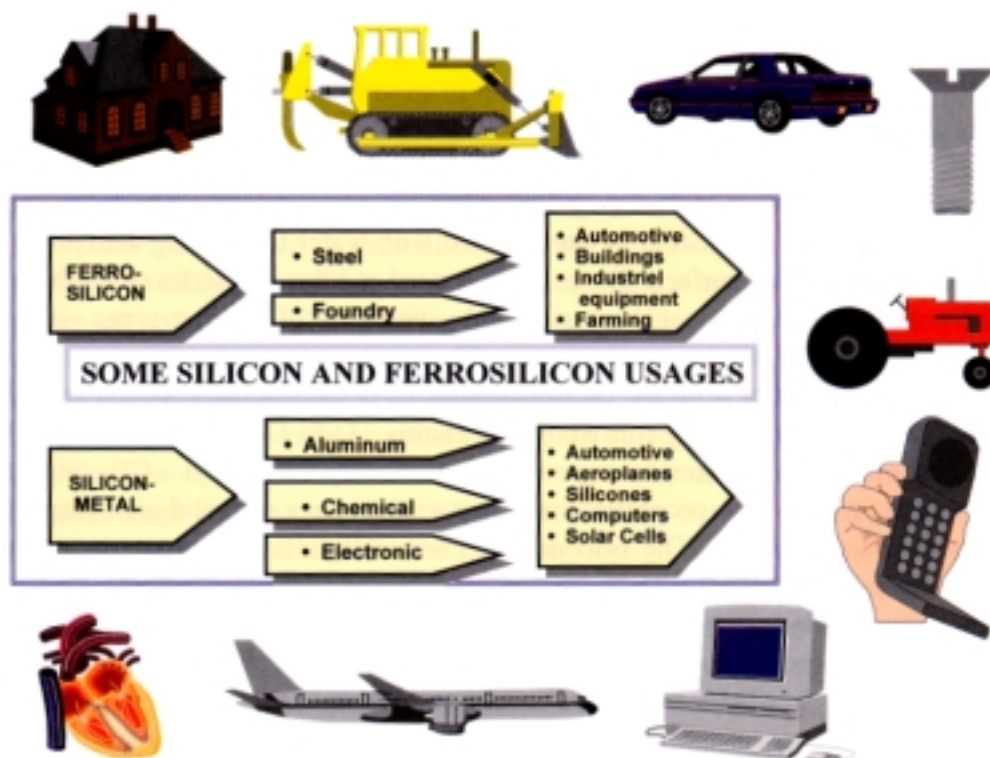 FERRO-
SILICON
• Steel
• Foundry
• Automotive
• Buildings
• Industriel
equipment
• Farming
SOME SILICON AND FERROSILICON USAGES
SILICON-
METAL
• Aluminum
• Chemical
• Electronic
• Automotive
• Aeroplanes
• Silicones
• Computers
• Solar Cells